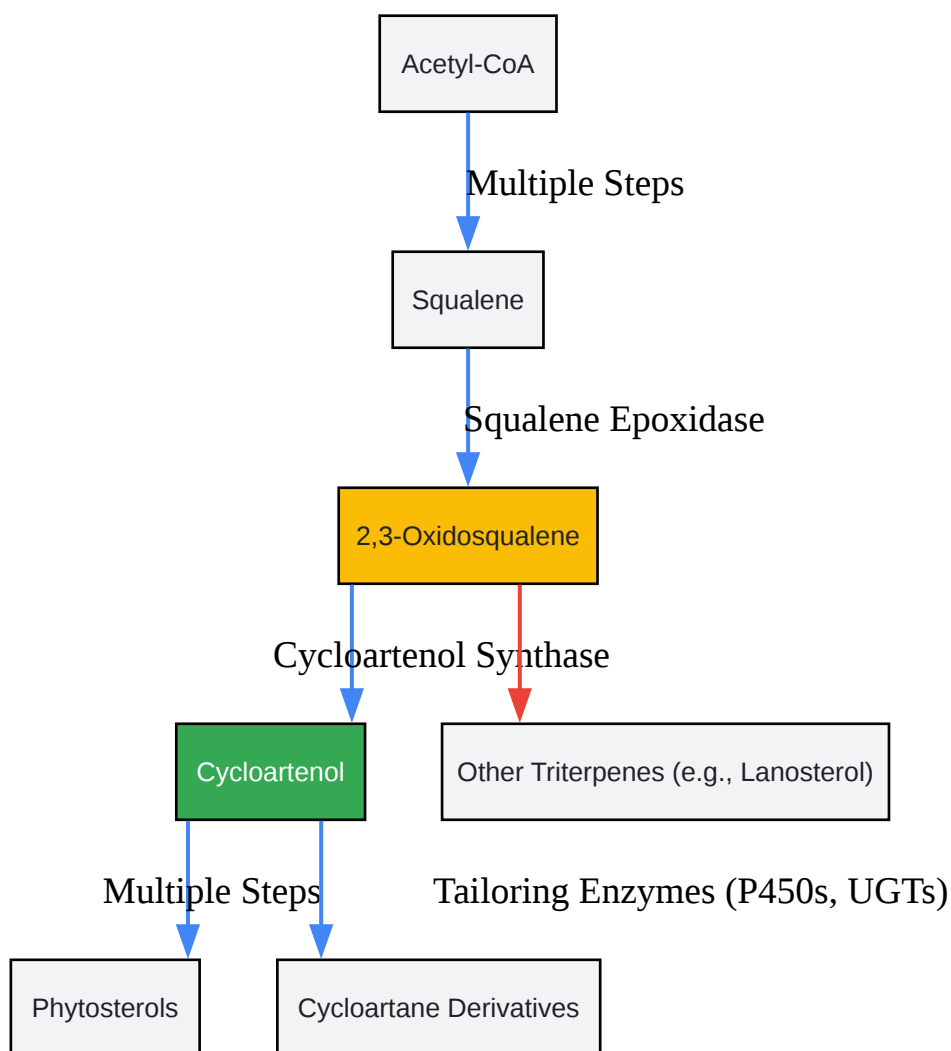 Acetyl-CoA
Multiple Steps
Squalene
Squalene Epoxidase
2,3-Oxidosqualene
Cycloartenol Synthase
Cycloartenol
Other Triterpenes (e.g., Lanosterol)
Multiple Steps
Tailoring Enzymes (P450s, UGTs)
Phytosterols
Cycloartane Derivatives